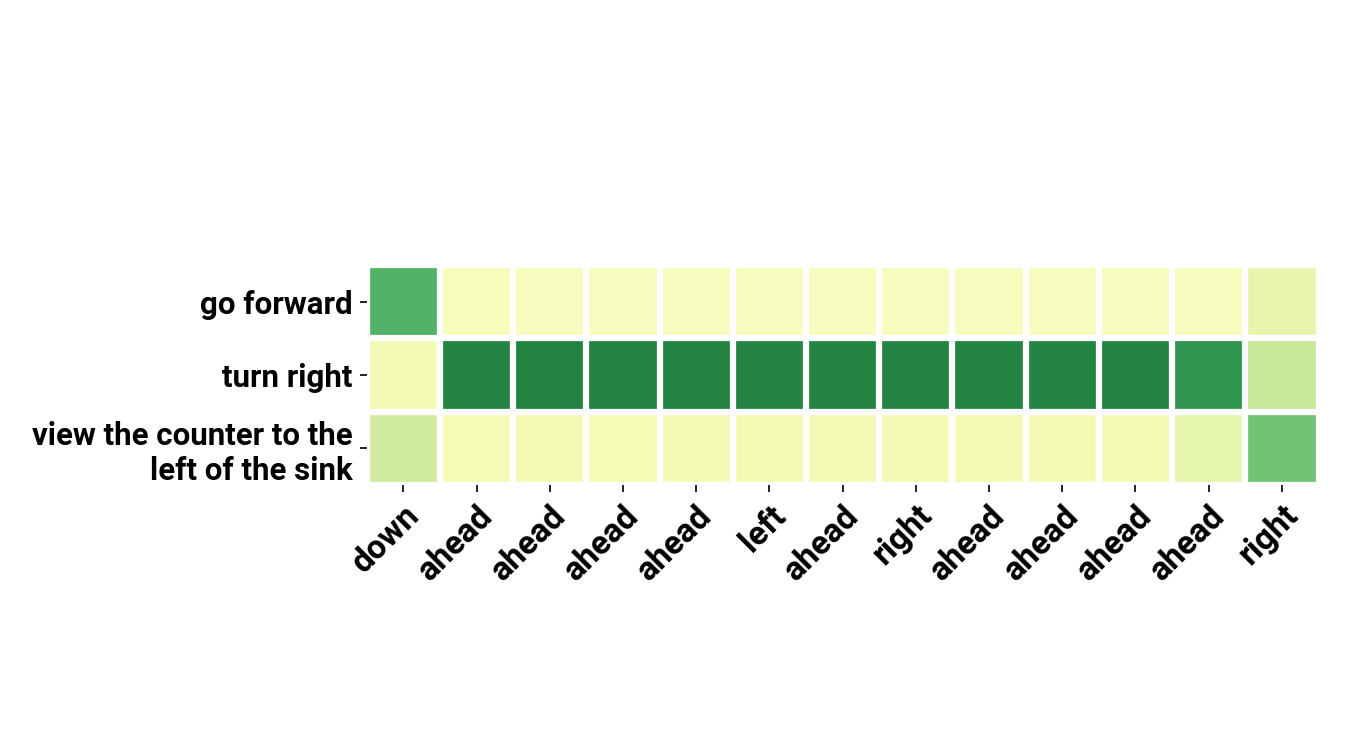 go forward
turn right
view the counter to the
left of the sink
down
ahead
ahead
ahead
ahead
left
ahead
right
ahead
ahead
ahead
ahead
right